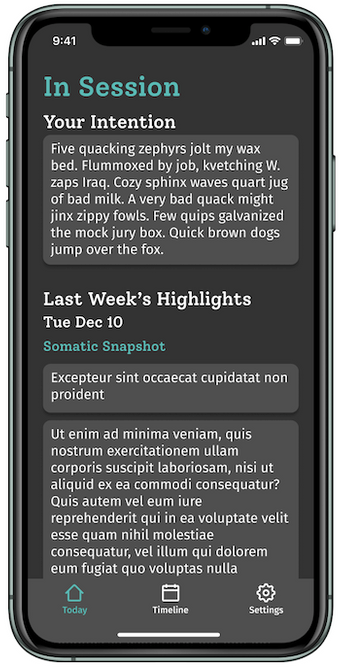 9:41
In Session
Your Intention
Five quacking zephyrs jolt my wax
bed. Flummoxed by job, kvetching W.
zaps Iraq. Cozy sphinx waves quart jug
of bad milk. A very bad quack might
jinx zippy fowls. Few quips galvanized
the mock jury box. Quick brown dogs
jump over the fox.
Last Week’s Highlights
Tue Dec 10
Somatic Snapshot
Excepteur sint occaecat cupidatat non
proident
Ut enim ad minima veniam, quis
nostrum exercitationem ullam
corporis suscipit laboriosam, nisi ut
aliquid ex ea commodi consequatur?
Quis autem vel eum iure
reprehenderit qui in ea voluptate velit
esse quam nihil molestiae
consequatur, vel illum qui dolorem
eum fugiat quo voluptas nulla
Today Timeline Settings